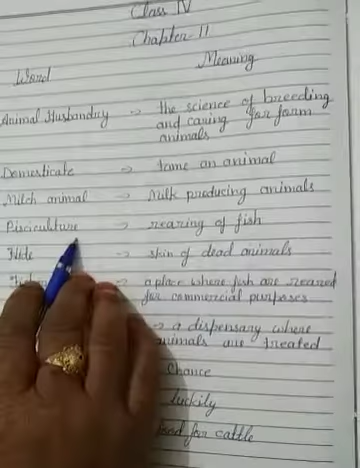 Class IV
Chapter-11
Word Meaning
Animal Husbandry → the science of breeding
and caring for farm
animals
Domesticate → tame an animal
Milch animal → Milk producing animals
Pisciculture → rearing of fish
Hide → skin of dead animals
→ a place where fish are reared
for commercial purposes
→ a dispensary where
animals are treated
Chance
luckily
food for cattle